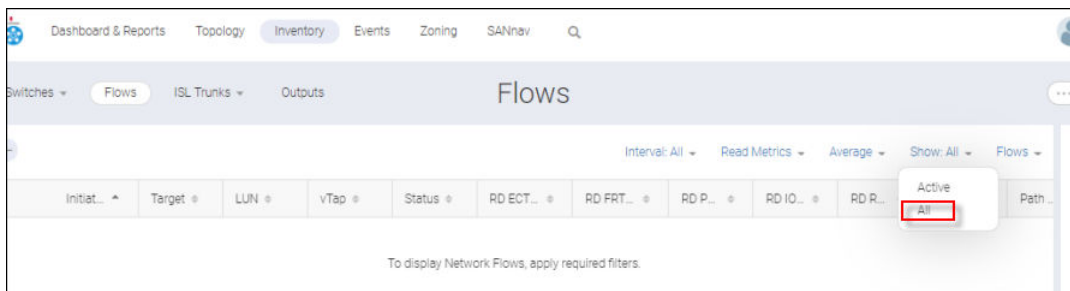 Dashboard & Reports Topology Inventory Events Zoning SANnav
Switches Flows ISL Trunks Outputs Flows
Interval: All Read Metrics Average Show: All Flows
Initiat... Target LUN vTap Status RD ECT... RD FRT... RD P... RD IO... RD R... Path ...
Active
All
To display Network Flows, apply required filters.